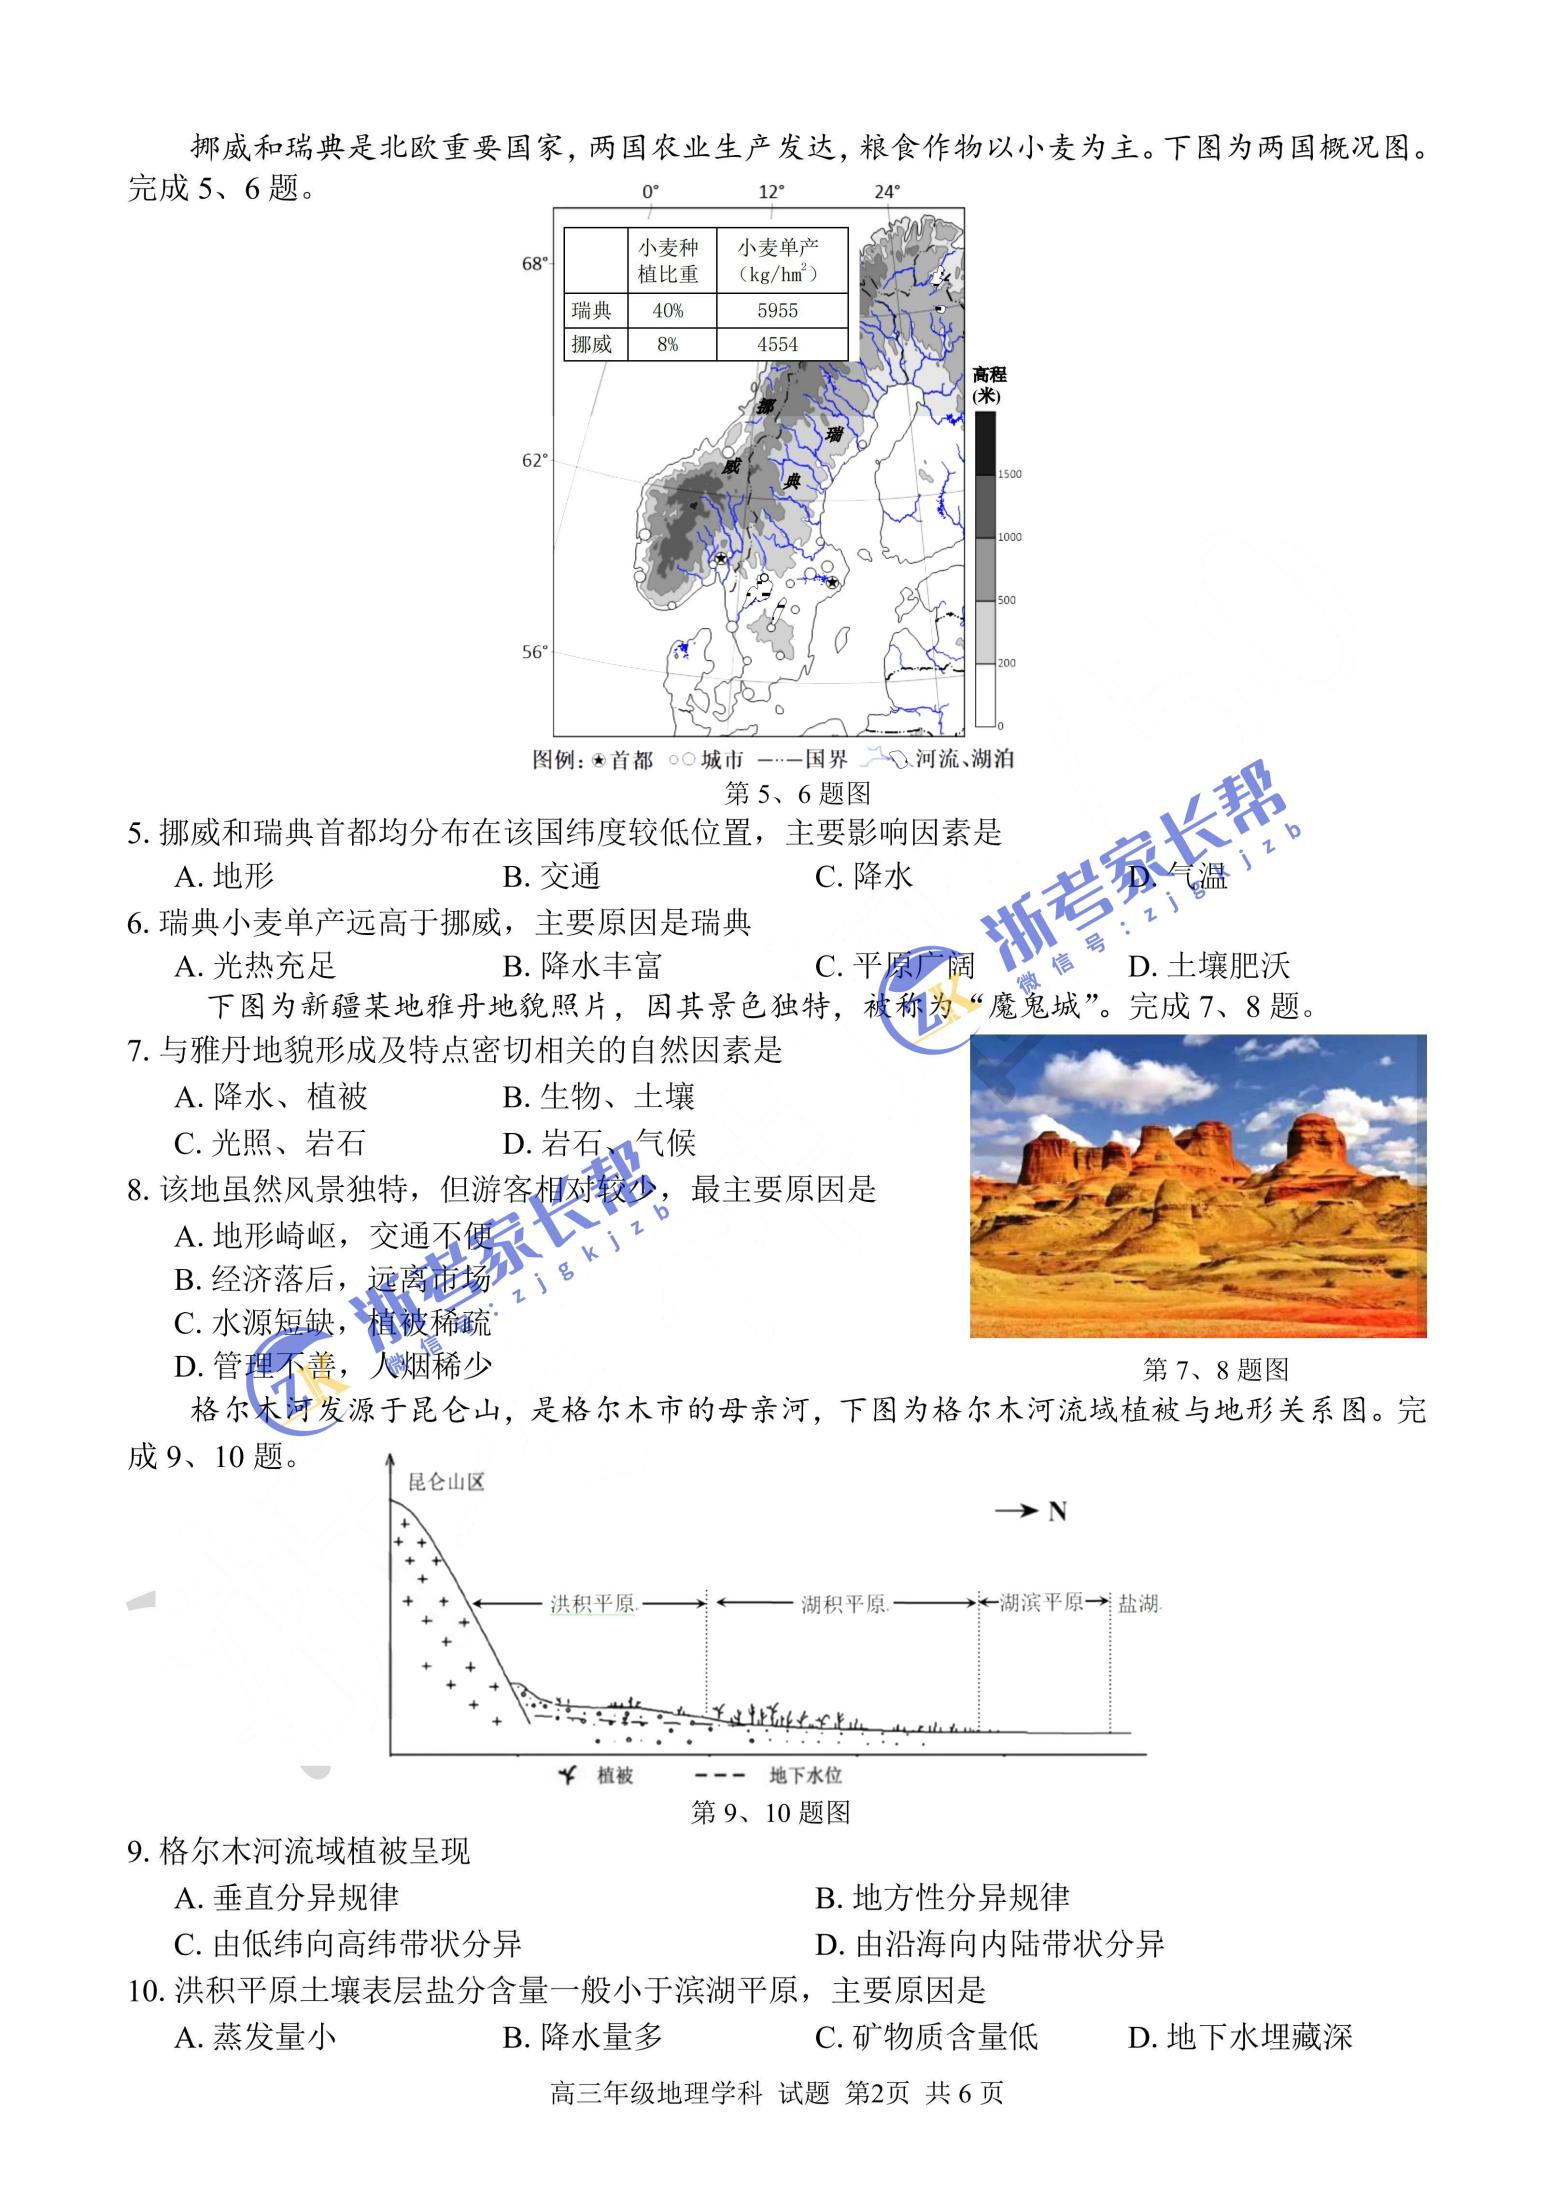 挪威和瑞典是北欧重要国家，两国农业生产发达，粮食作物以小麦为主。下图为两国概况图。
完成 5、6 题。
0° 12° 24°
68°
62°
56°
小麦种植比重 小麦单产（kg/hm²）
瑞典 40% 5955
挪威 8% 4554
挪
威
瑞
典
高程
(米)
1500
1000
500
200
0
图例：首都 城市 国界 河流、湖泊
第 5、6 题图
5. 挪威和瑞典首都均分布在该国纬度较低位置，主要影响因素是
A. 地形 B. 交通 C. 降水 D. 气温
6. 瑞典小麦单产远高于挪威，主要原因是瑞典
A. 光热充足 B. 降水丰富 C. 平原广阔 D. 土壤肥沃
下图为新疆某地雅丹地貌照片，因其景色独特，被称为“魔鬼城”。完成 7、8 题。
7. 与雅丹地貌形成及特点密切相关的自然因素是
A. 降水、植被 B. 生物、土壤
C. 光照、岩石 D. 岩石、气候
8. 该地虽然风景独特，但游客相对较少，最主要原因是
A. 地形崎岖，交通不便
B. 经济落后，远离市场
C. 水源短缺，植被稀疏
D. 管理不善，人烟稀少
第 7、8 题图
格尔木河发源于昆仑山，是格尔木市的母亲河，下图为格尔木河流域植被与地形关系图。完
成 9、10 题。
昆仑山区
N
洪积平原 湖积平原 湖滨平原 盐湖
植被 地下水位
第 9、10 题图
9. 格尔木河流域植被呈现
A. 垂直分异规律 B. 地方性分异规律
C. 由低纬向高纬带状分异 D. 由沿海向内陆带状分异
10. 洪积平原土壤表层盐分含量一般小于滨湖平原，主要原因是
A. 蒸发量小 B. 降水量多 C. 矿物质含量低 D. 地下水埋藏深
高三年级地理学科 试题 第2页 共 6 页
浙考家长帮
微信号：zjgkjzb
ZK
浙考家长帮
微信号：zjgkjzb
ZK